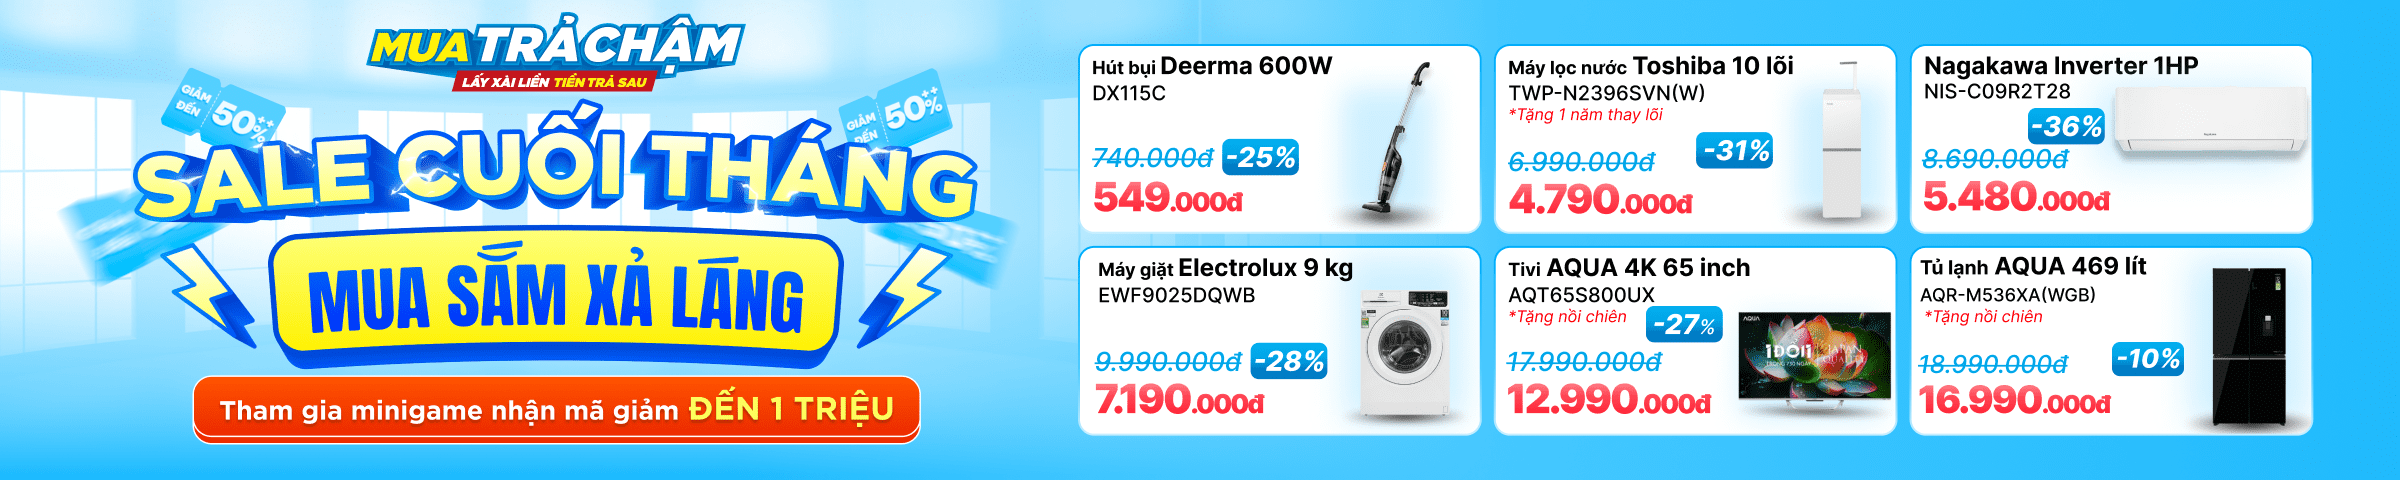 MUA TRẢ CHẬM
LẤY XÀI LIỀN TIỀN TRẢ SAU
GIẢM ĐẾN 50%++
GIẢM ĐẾN 50%++
SALE CUỐI THÁNG
MUA SẮM XẢ LÁNG
Tham gia minigame nhận mã giảm ĐẾN 1 TRIỆU
Hút bụi Deerma 600W
DX115C
740.000đ -25%
549.000đ
Máy lọc nước Toshiba 10 lõi
TWP-N2396SVN(W)
*Tặng 1 năm thay lõi
6.990.000đ -31%
4.790.000đ
Nagakawa Inverter 1HP
NIS-C09R2T28
-36%
8.690.000đ
5.480.000đ
Máy giặt Electrolux 9 kg
EWF9025DQWB
9.990.000đ -28%
7.190.000đ
Tivi AQUA 4K 65 inch
AQT65S800UX
*Tặng nồi chiên -27%
17.990.000đ
12.990.000đ
AQUA
1 ĐỔI 1
Tủ lạnh AQUA 469 lít
AQR-M536XA(WGB)
*Tặng nồi chiên
18.990.000đ -10%
16.990.000đ